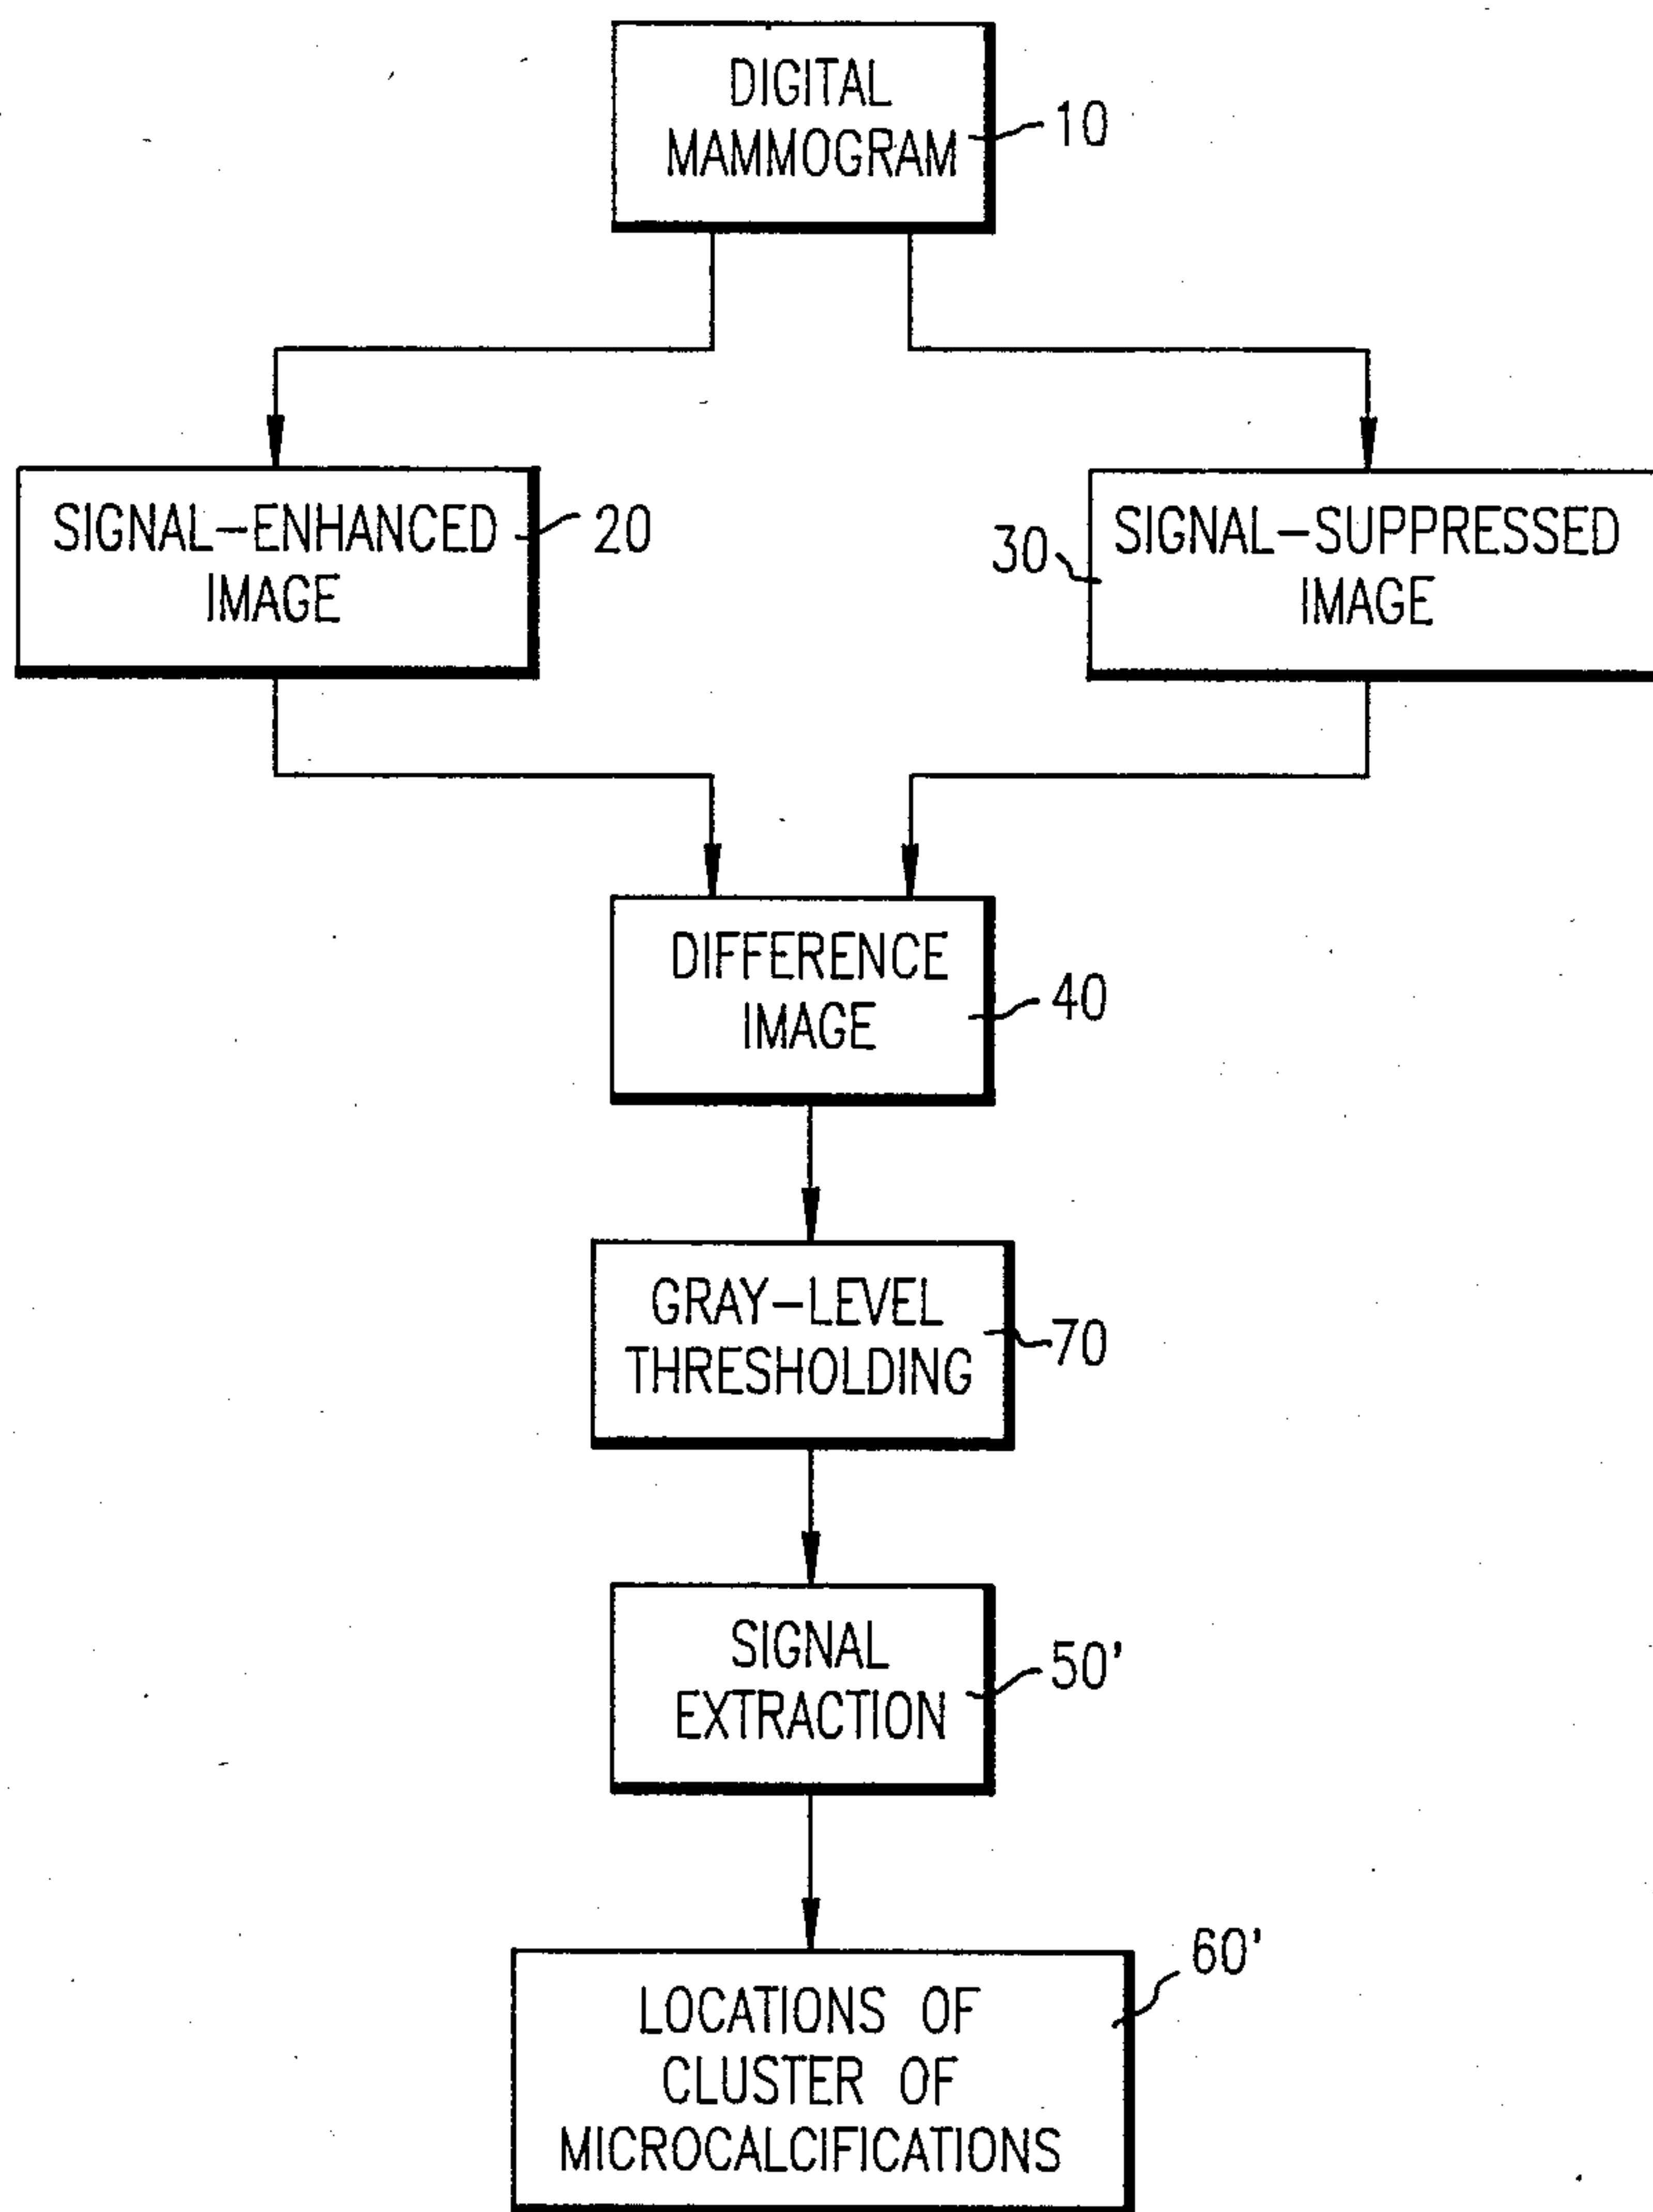 DIGITAL
MAMMOGRAM
10
SIGNAL-ENHANCED
IMAGE
20
30
SIGNAL-SUPPRESSED
IMAGE
DIFFERENCE
IMAGE
40
GRAY-LEVEL
THRESHOLDING
70
SIGNAL
EXTRACTION
50'
60'
LOCATIONS OF
CLUSTER OF
MICROCALCIFICATIONS